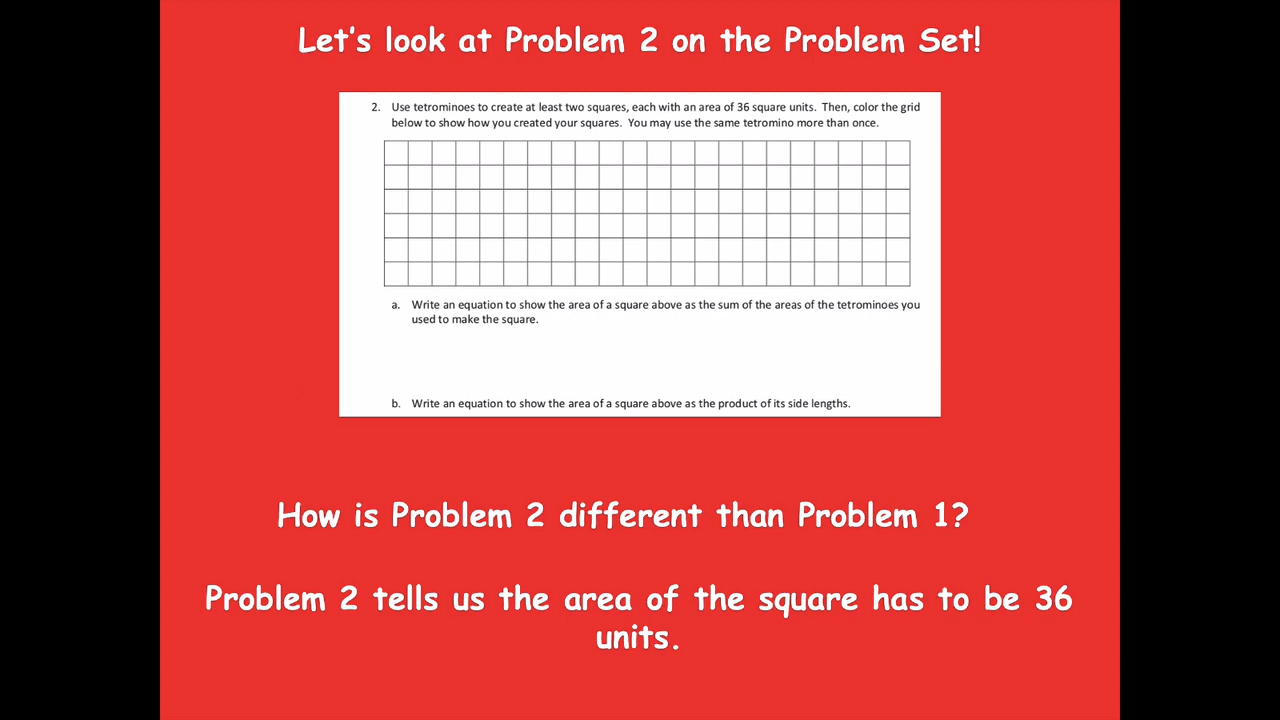 Let's look at Problem 2 on the Problem Set!
2. Use tetrominoes to create at least two squares, each with an area of 36 square units. Then, color the grid
below to show how you created your squares. You may use the same tetromino more than once.
a. Write an equation to show the area of a square above as the sum of the areas of the tetrominoes you
used to make the square.
b. Write an equation to show the area of a square above as the product of its side lengths.
How is Problem 2 different than Problem 1?
Problem 2 tells us the area of the square has to be 36
units.